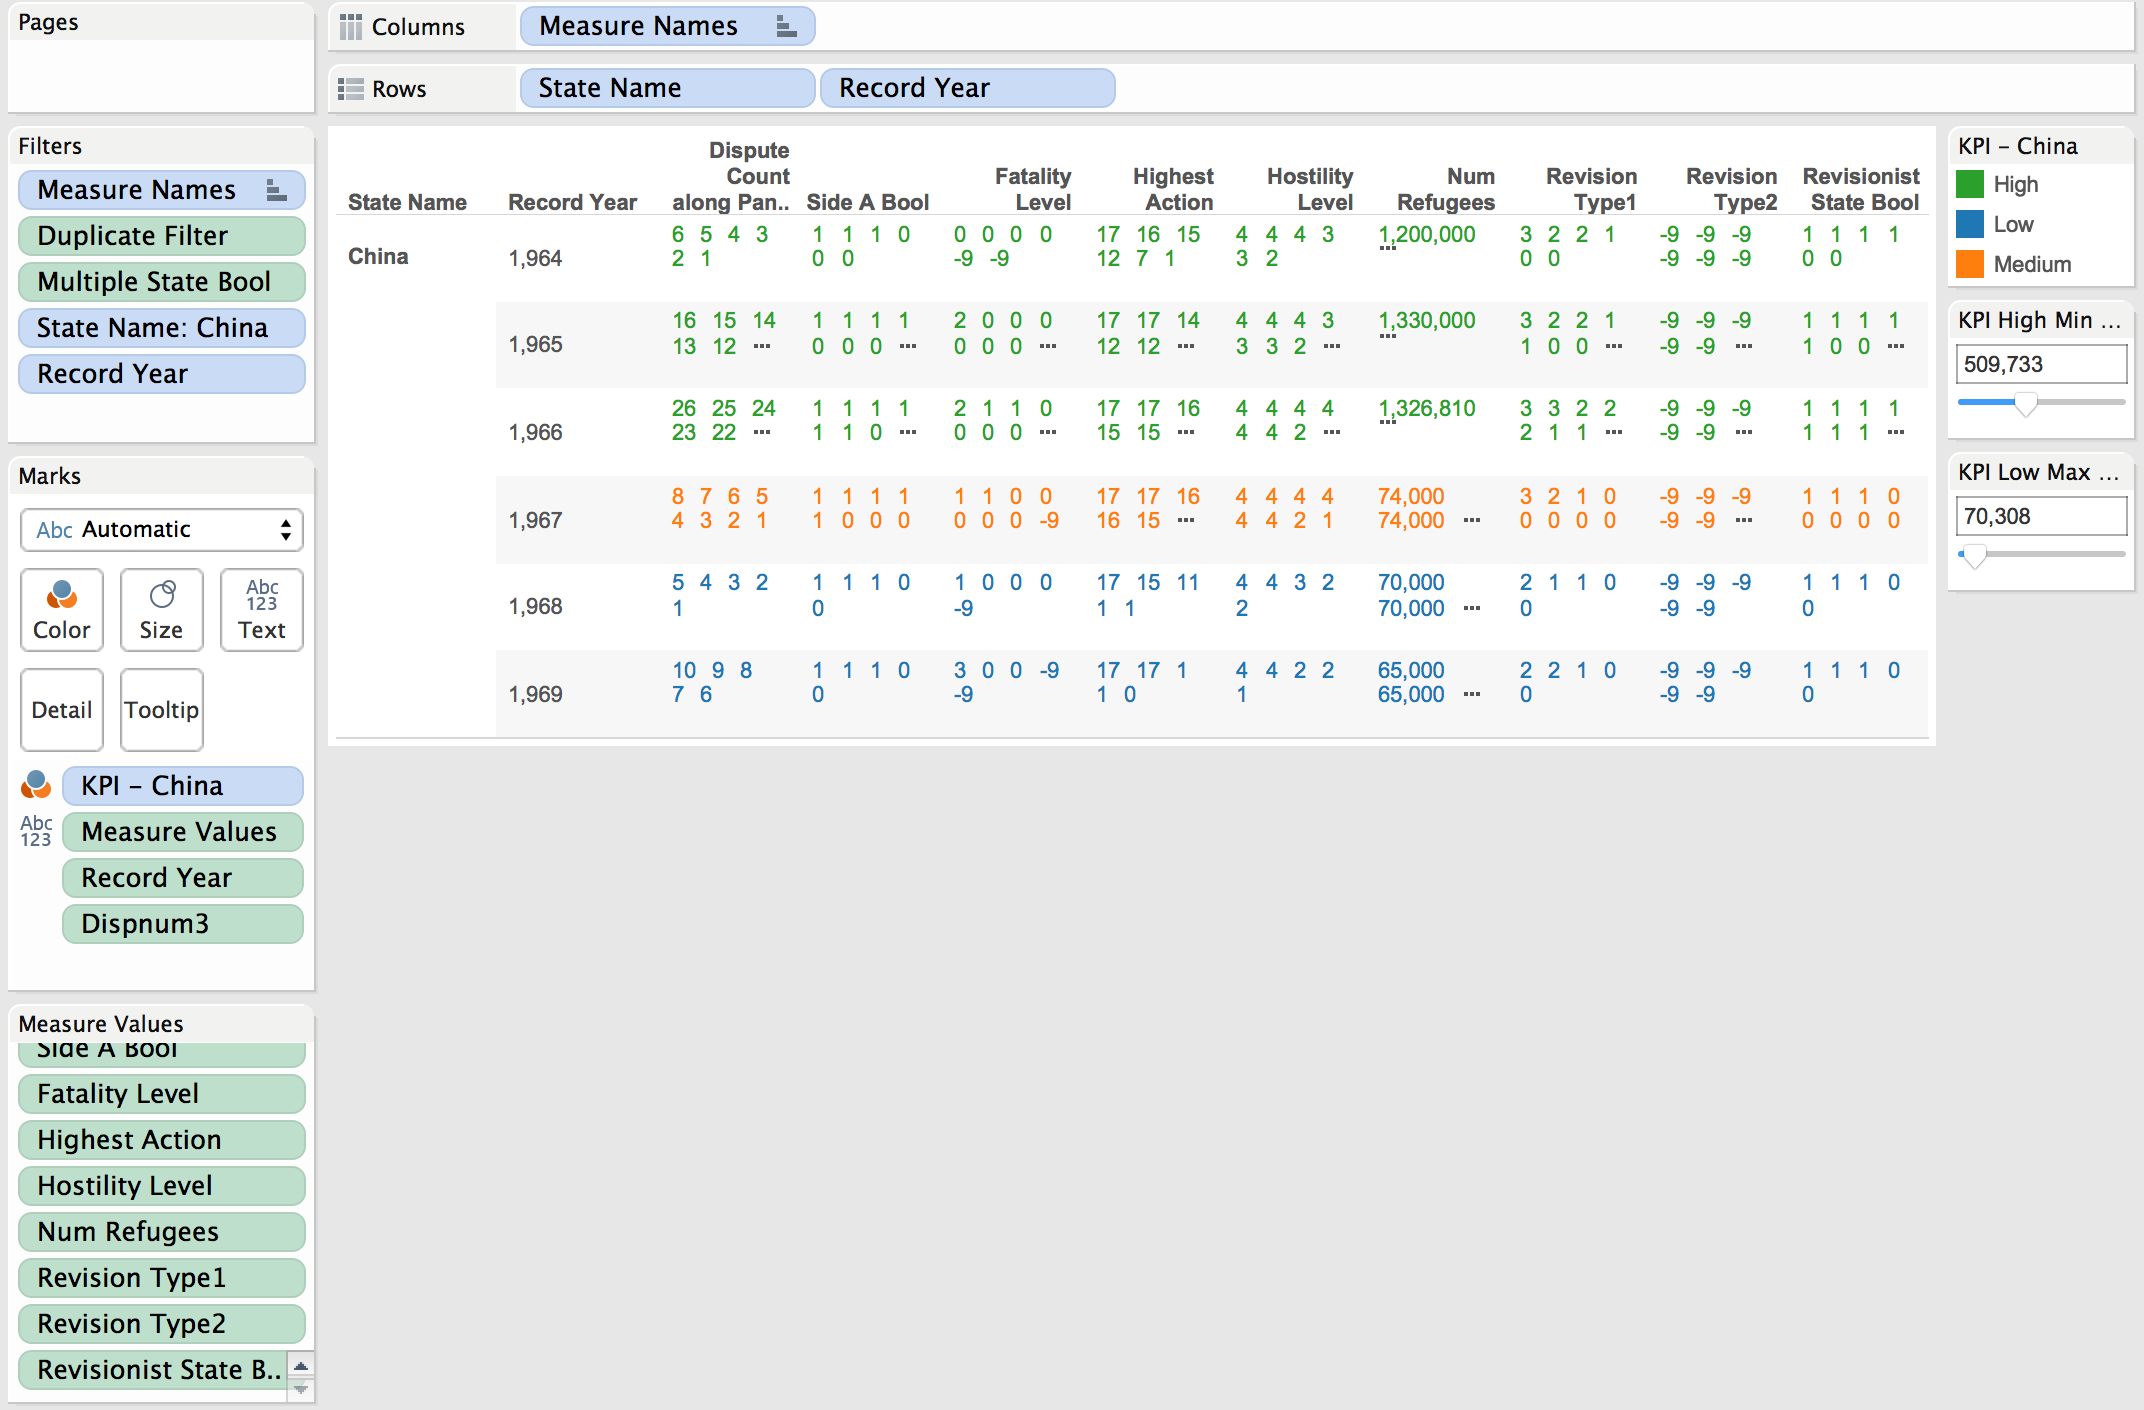 Pages
Columns
Measure Names
Rows
State Name
Record Year
Filters
Measure Names
Duplicate Filter
Multiple State Bool
State Name: China
Record Year
Marks
Abc Automatic
Color
Size
Abc
123
Text
Detail
Tooltip
KPI – China
Abc
123
Measure Values
Record Year
Dispnum3
Measure Values
Side A Bool
Fatality Level
Highest Action
Hostility Level
Num Refugees
Revision Type1
Revision Type2
Revisionist State B..
Dispute
Count Fatality Highest Hostility Num Revision Revision Revisionist
State Name Record Year along Pan.. Side A Bool Level Action Level Refugees Type1 Type2 State Bool
6 5 4 3 1 1 1 0 0 0 0 0 17 16 15 4 4 4 3 1,200,000 3 2 2 1 -9 -9 -9 1 1 1 1
China 1,964 2 1 0 0 -9 -9 12 7 1 3 2 ... 0 0 -9 -9 -9 0 0
16 15 14 1 1 1 1 2 0 0 0 17 17 14 4 4 4 3 1,330,000 3 2 2 1 -9 -9 -9 1 1 1 1
1,965 13 12 ... 0 0 0 ... 0 0 0 ... 12 12 ... 3 3 2 ... ... 1 0 0 ... -9 -9 ... 1 0 0 ...
26 25 24 1 1 1 1 2 1 1 0 17 17 16 4 4 4 4 1,326,810 3 3 2 2 -9 -9 -9 1 1 1 1
1,966 23 22 ... 1 1 0 ... 0 0 0 ... 15 15 ... 4 4 2 ... ... 2 1 1 ... -9 -9 ... 1 1 1 ...
8 7 6 5 1 1 1 1 1 1 0 0 17 17 16 4 4 4 4 74,000 3 2 1 0 -9 -9 -9 1 1 1 0
1,967 4 3 2 1 1 0 0 0 0 0 0 -9 16 15 ... 4 4 2 1 74,000 ... 0 0 0 0 -9 -9 ... 0 0 0 0
5 4 3 2 1 1 1 0 1 0 0 0 17 15 11 4 4 3 2 70,000 2 1 1 0 -9 -9 -9 1 1 1 0
1,968 1 0 -9 1 1 2 70,000 ... 0 -9 -9 0
10 9 8 1 1 1 0 3 0 0 -9 17 17 1 4 4 2 2 65,000 2 2 1 0 -9 -9 -9 1 1 1 0
1,969 7 6 0 -9 1 0 1 65,000 ... 0 -9 -9 0
KPI – China
High
Low
Medium
KPI High Min ...
509,733
KPI Low Max ...
70,308